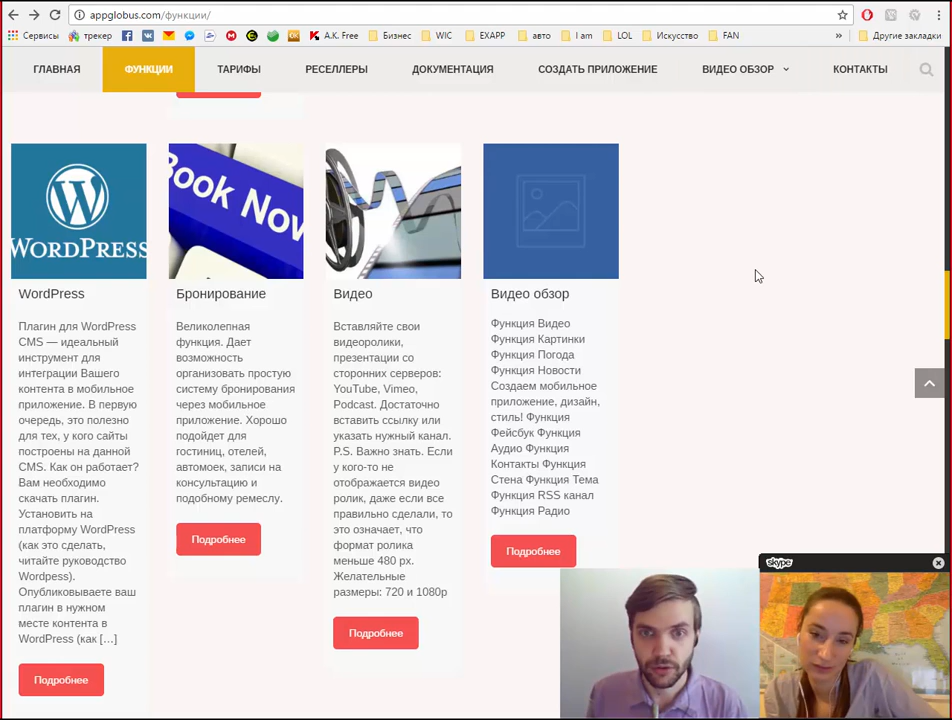 appglobus.com/функции/
Сервисы трекер A.K. Free Бизнес WIC EXAPP авто I am LOL Искусство FAN » Другие закладки
ГЛАВНАЯ ФУНКЦИИ ТАРИФЫ РЕСЕЛЛЕРЫ ДОКУМЕНТАЦИЯ СОЗДАТЬ ПРИЛОЖЕНИЕ ВИДЕО ОБЗОР КОНТАКТЫ
WORDPRESS
Book Now
WordPress
Плагин для WordPress
CMS — идеальный
инструмент для
интеграции Вашего
контента в мобильное
приложение. В первую
очередь, это полезно
для тех, у кого сайты
построены на данной
CMS. Как он работает?
Вам необходимо
скачать плагин.
Установить на
платформу WordPress
(как это сделать,
читайте руководство
Wordpess).
Опубликовываете ваш
плагин в нужном
месте контента в
WordPress (как […]
Подробнее
Бронирование
Великолепная
функция. Дает
возможность
организовать простую
систему бронирования
через мобильное
приложение. Хорошо
подойдет для
гостиниц, отелей,
автомоек, записи на
консультацию и
подобному ремеслу.
Подробнее
Видео
Вставляйте свои
видеоролики,
презентации со
сторонних серверов:
YouTube, Vimeo,
Podcast. Достаточно
вставить ссылку или
указать нужный канал.
P.S. Важно знать. Если
у кого-то не
отображается видео
ролик, даже если все
правильно сделали, то
это означает, что
формат ролика
меньше 480 px.
Желательные
размеры: 720 и 1080p
Подробнее
Видео обзор
Функция Видео
Функция Картинки
Функция Погода
Функция Новости
Создаем мобильное
приложение, дизайн,
стиль! Функция
Фейсбук Функция
Аудио Функция
Контакты Функция
Стена Функция Тема
Функция RSS канал
Функция Радио
Подробнее
skype